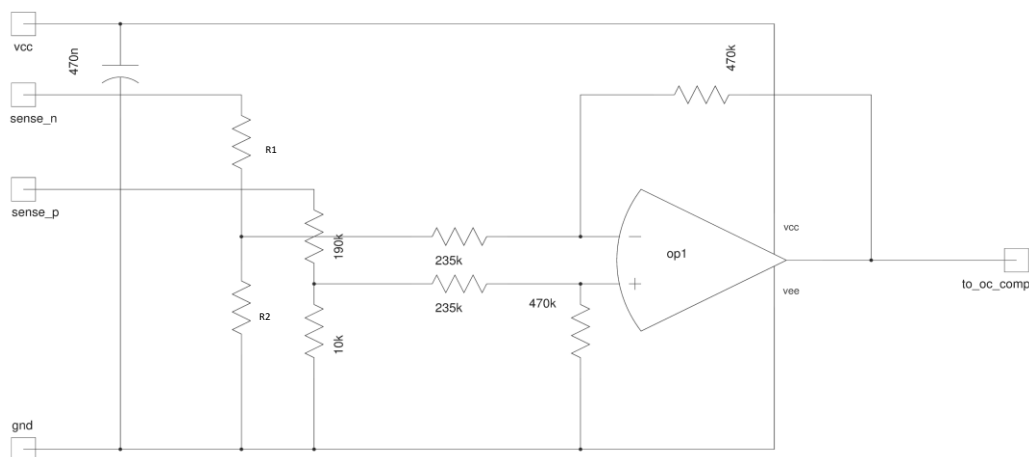 vcc
470n
470k
sense_n
R1
sense_p
190k
235k
op1
vcc
235k
470k
vee
to_oc_comp
R2
10k
gnd